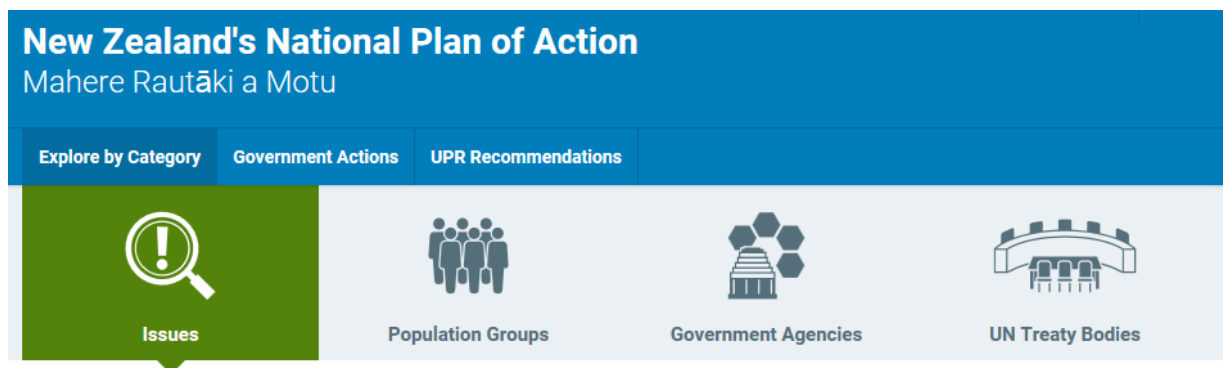 New Zealand's National Plan of Action
Mahere Rautāki a Motu
Explore by Category Government Actions UPR Recommendations
Issues Population Groups Government Agencies UN Treaty Bodies